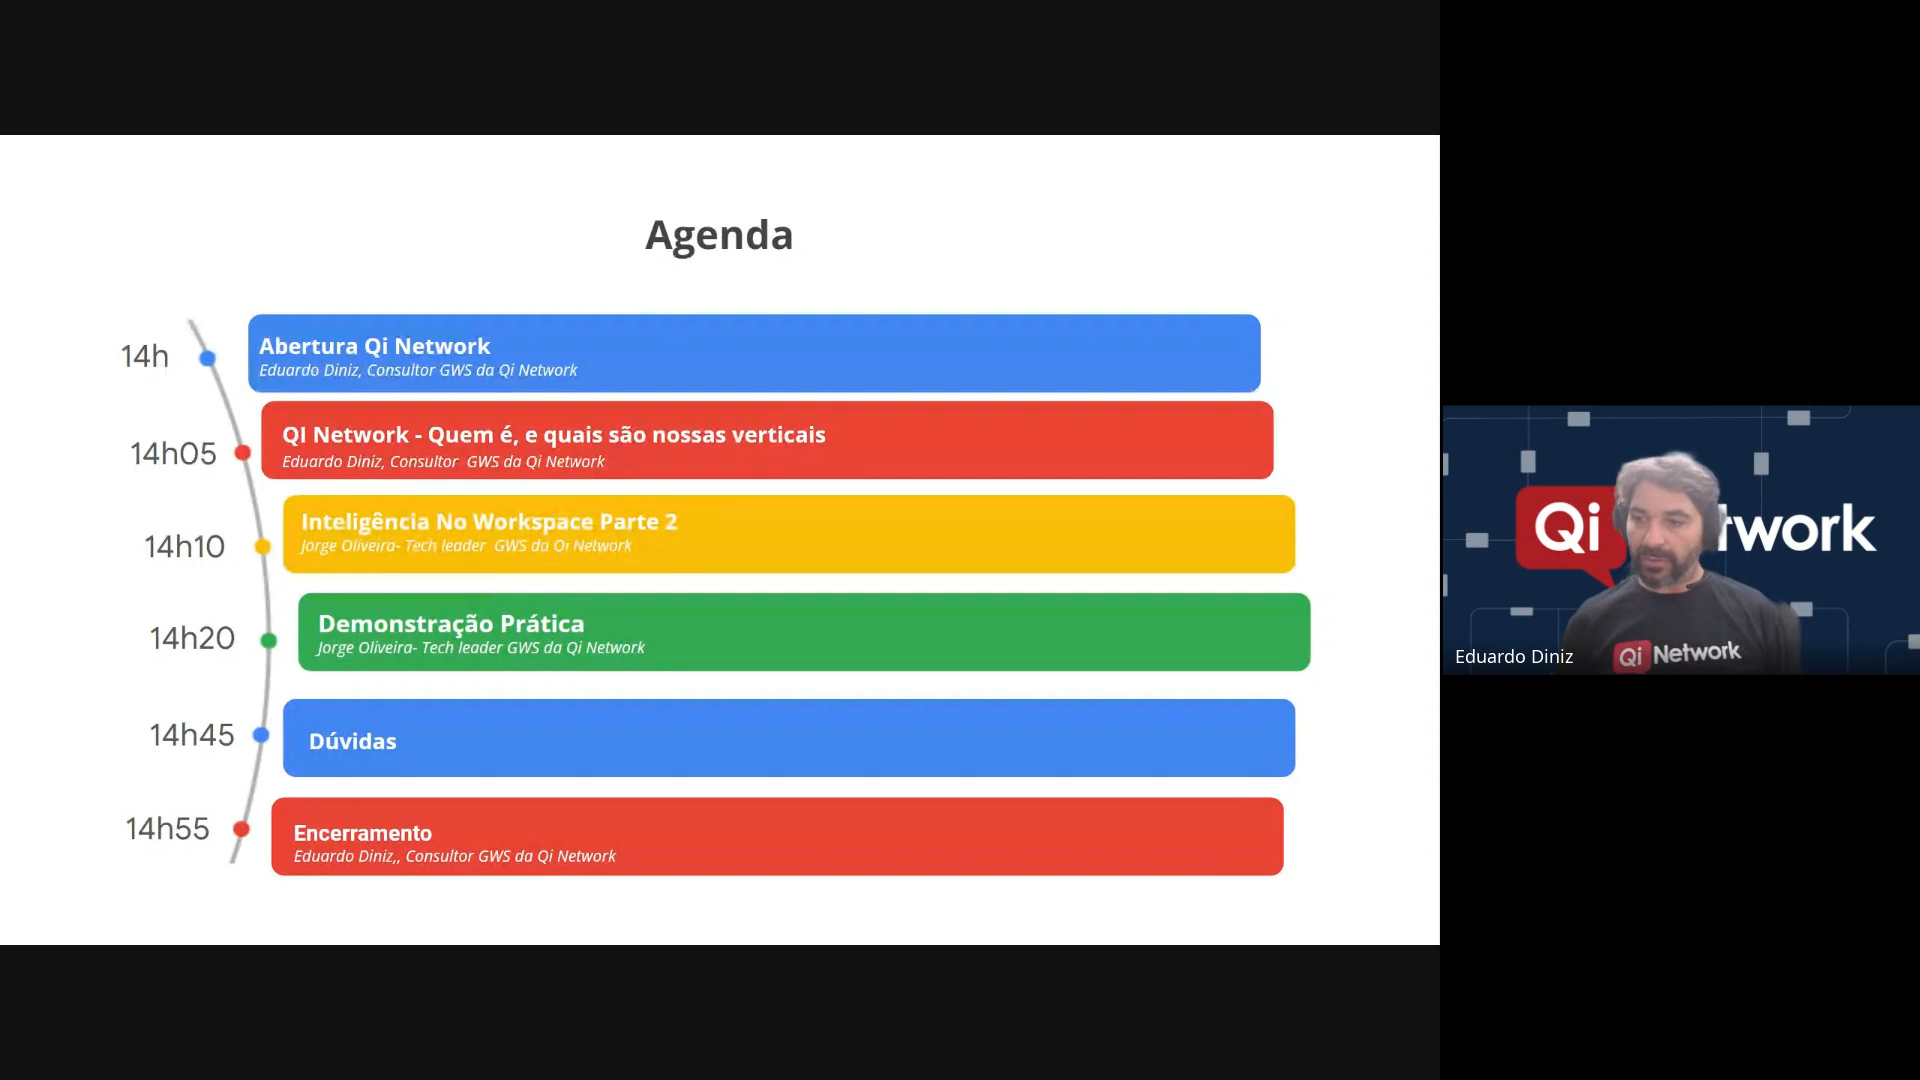 Agenda
14h
Abertura Qi Network
Eduardo Diniz, Consultor GWS da Qi Network
14h05
QI Network - Quem é, e quais são nossas verticais
Eduardo Diniz, Consultor GWS da Qi Network
14h10
Inteligência No Workspace Parte 2
Jorge Oliveira- Tech leader GWS da Qi Network
14h20
Demonstração Prática
Jorge Oliveira- Tech leader GWS da Qi Network
14h45
Dúvidas
14h55
Encerramento
Eduardo Diniz,, Consultor GWS da Qi Network
Qi twork
Qi Network
Eduardo Diniz